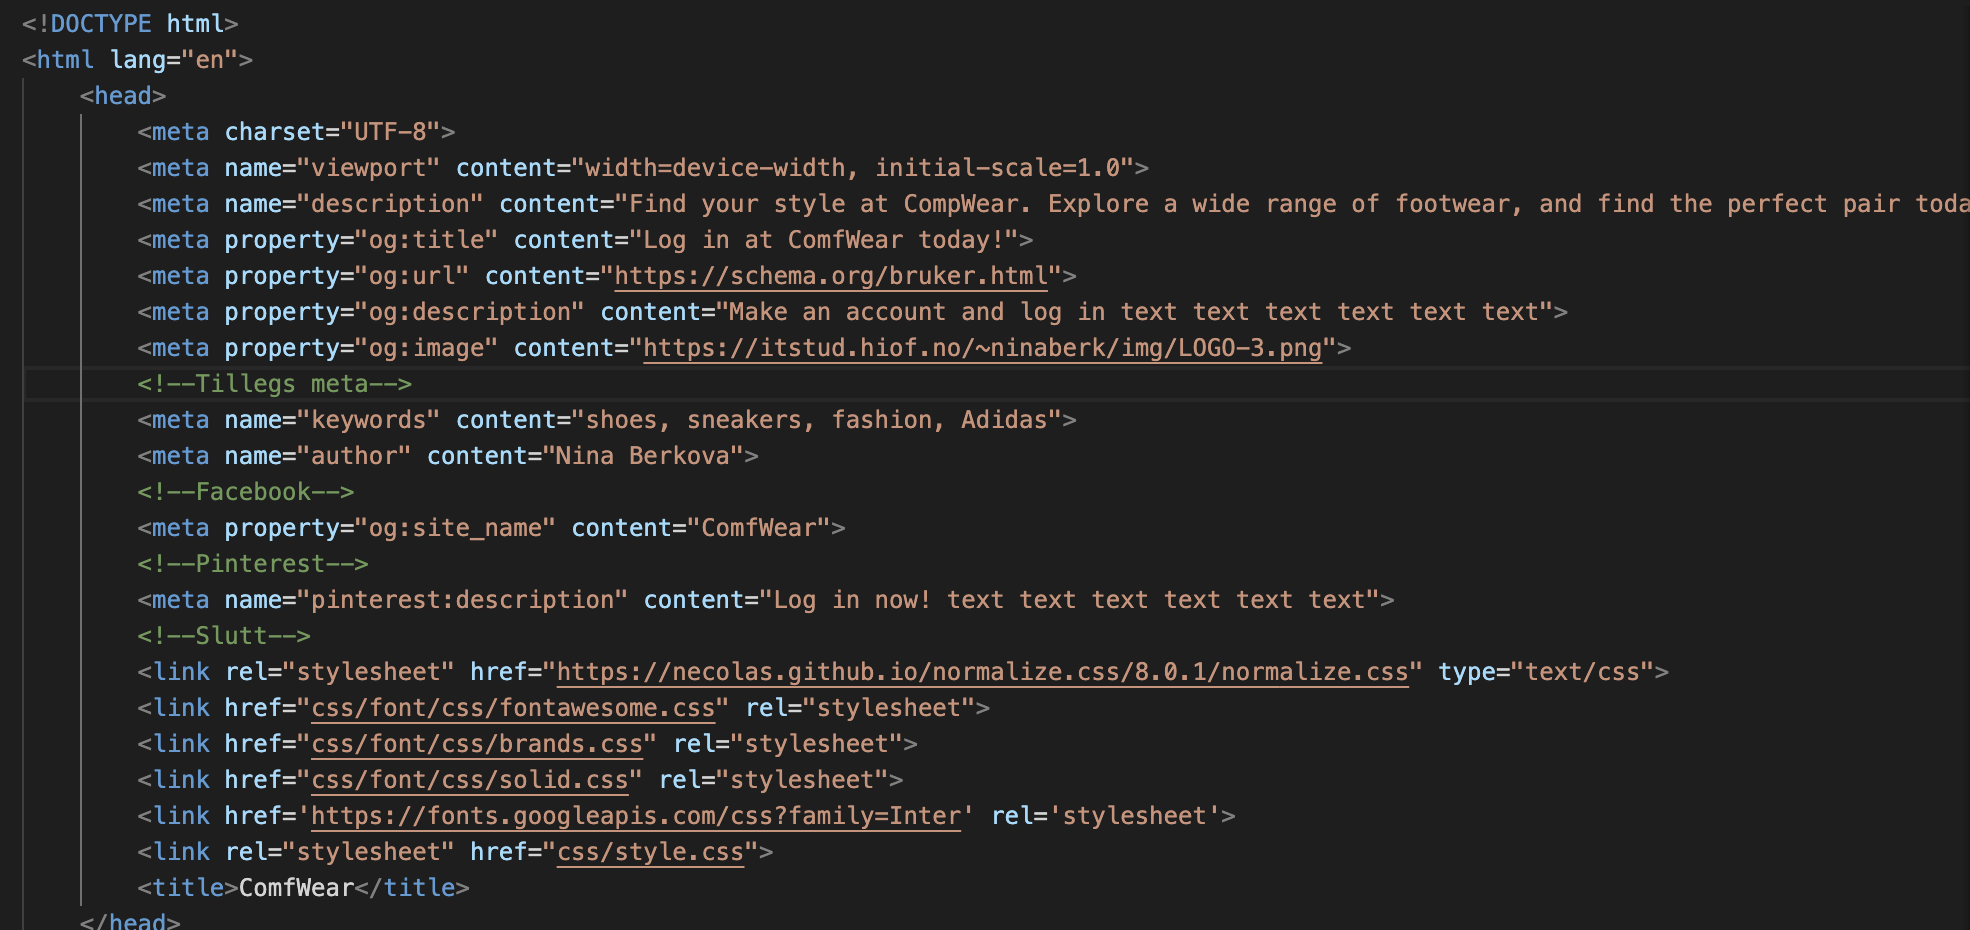 <!DOCTYPE html>
<html lang="en">
<head>
<meta charset="UTF-8">
<meta name="viewport" content="width=device-width, initial-scale=1.0">
<meta name="description" content="Find your style at CompWear. Explore a wide range of footwear, and find the perfect pair toda
<meta property="og:title" content="Log in at ComfWear today!">
<meta property="og:url" content="https://schema.org/bruker.html">
<meta property="og:description" content="Make an account and log in text text text text text text">
<meta property="og:image" content="https://itstud.hiof.no/~ninaberk/img/LOGO-3.png">
<!--Tillegs meta-->
<meta name="keywords" content="shoes, sneakers, fashion, Adidas">
<meta name="author" content="Nina Berkova">
<!--Facebook-->
<meta property="og:site_name" content="ComfWear">
<!--Pinterest-->
<meta name="pinterest:description" content="Log in now! text text text text text text">
<!--Slutt-->
<link rel="stylesheet" href="https://necolas.github.io/normalize.css/8.0.1/normalize.css" type="text/css">
<link href="css/font/css/fontawesome.css" rel="stylesheet">
<link href="css/font/css/brands.css" rel="stylesheet">
<link href="css/font/css/solid.css" rel="stylesheet">
<link href='https://fonts.googleapis.com/css?family=Inter' rel='stylesheet'>
<link rel="stylesheet" href="css/style.css">
<title>ComfWear</title>
</head>